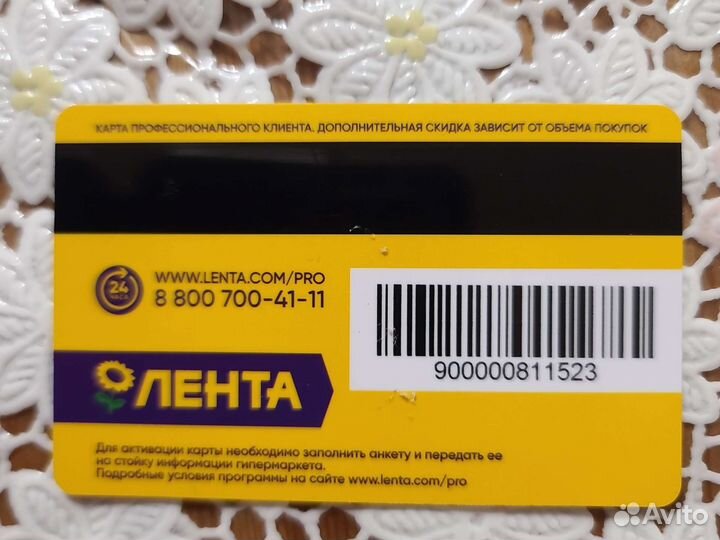 КАРТА ПРОФЕССИОНАЛЬНОГО КЛИЕНТА. ДОПОЛНИТЕЛЬНАЯ СКИДКА ЗАВИСИТ ОТ ОБЪЕМА ПОКУПОК
24
ЧАСА
WWW.LENTA.COM/PRO
8 800 700-41-11
900000811523
ЛЕНТА
Для активации карты необходимо заполнить анкету и передать ее
на стойку информации гипермаркета.
Подробные условия программы на сайте www.lenta.com/pro
Avito